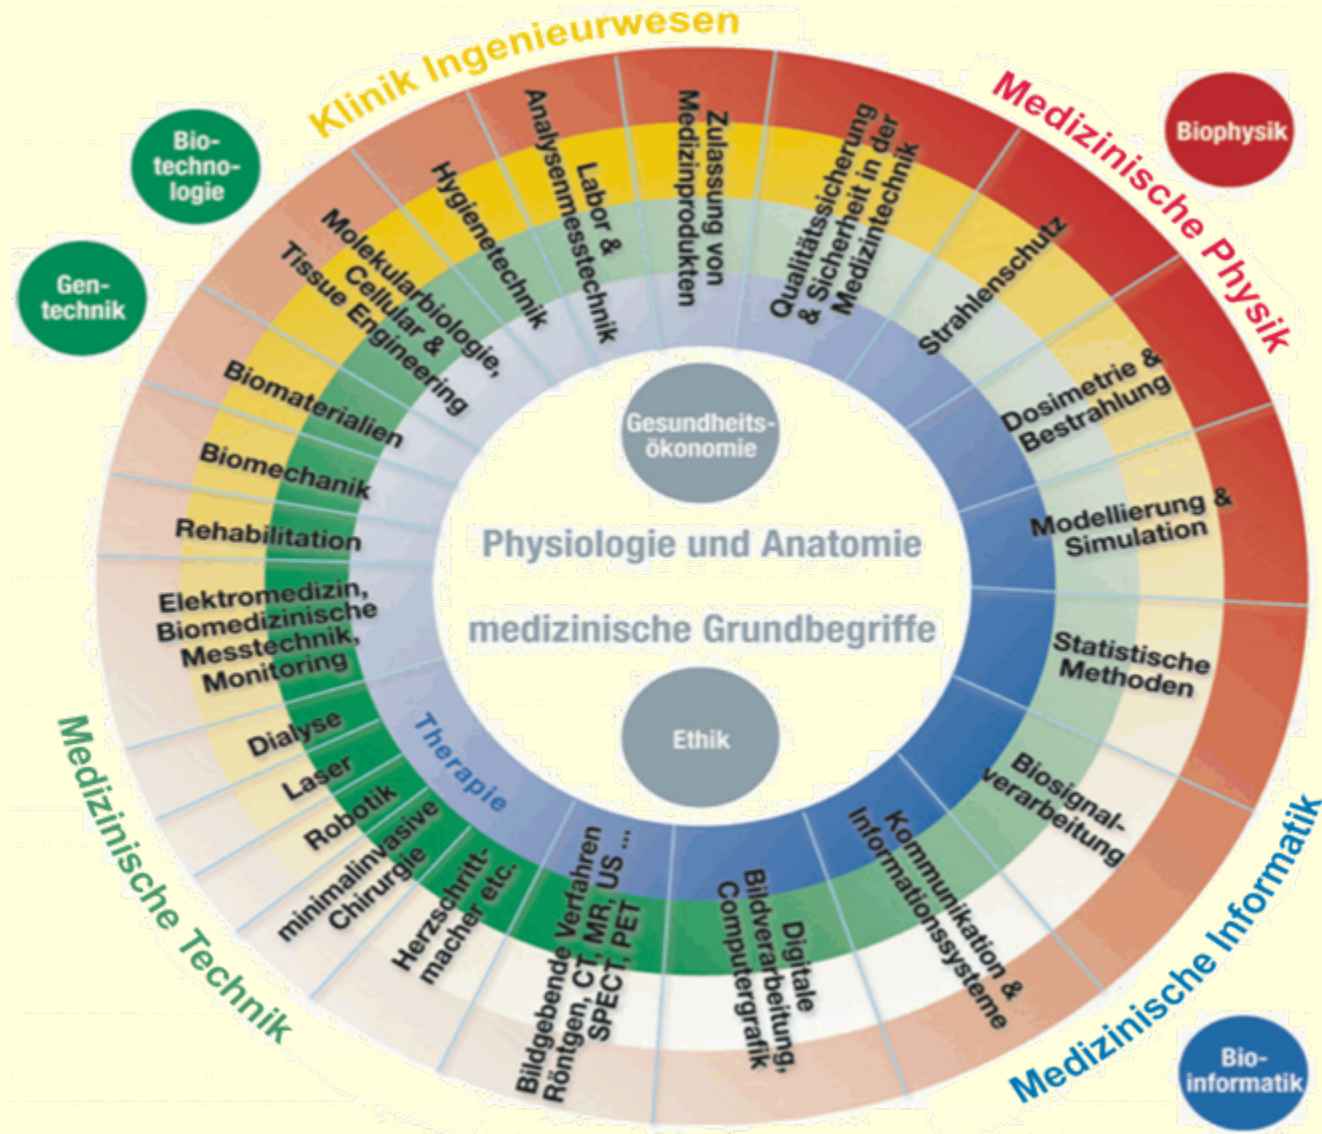 Klinik Ingenieurwesen
Medizinische Physik
Biophysik
Bio-
techno-
logie
Gen-
technik
Zulassung von
Medizinprodukten
Qualitätssicherung
& Sicherheit in der
Medizintechnik
Strahlenschutz
Dosimetrie &
Bestrahlung
Modellierung &
Simulation
Statistische
Methoden
Biosignal-
verarbeitung
Kommunikation &
Informationssysteme
Digitale
Bildverarbeitung,
Computergrafik
Bildgebende Verfahren
Röntgen, CT, MR, US ...
SPECT, PET
Herzschritt-
macher etc.
minimalinvasive
Chirurgie
Robotik
Laser
Dialyse
Elektromedizin,
Biomedizinische
Messtechnik,
Monitoring
Rehabilitation
Biomechanik
Biomaterialien
Molekularbiologie,
Cellular &
Tissue Engineering
Hygienetechnik
Labor &
Analysenmesstechnik
Gesundheits-
ökonomie
Physiologie und Anatomie
medizinische Grundbegriffe
Ethik
Therapie
Medizinische Technik
Medizinische Informatik
Bio-
informatik